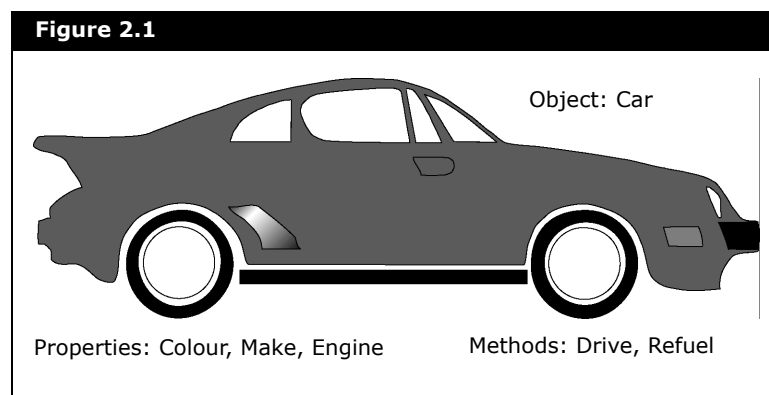 Figure 2.1
Object: Car
Properties: Colour, Make, Engine
Methods: Drive, Refuel